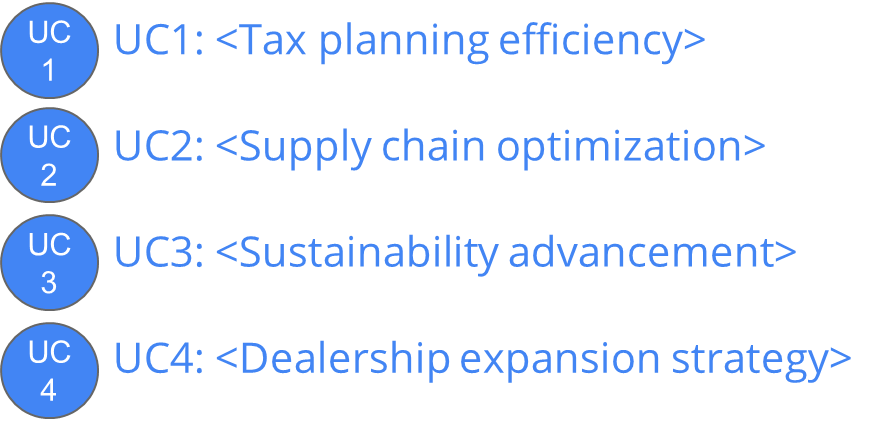 UC
1
UC1: <Tax planning efficiency>
UC
2
UC2: <Supply chain optimization>
UC
3
UC3: <Sustainability advancement>
UC
4
UC4: <Dealership expansion strategy>